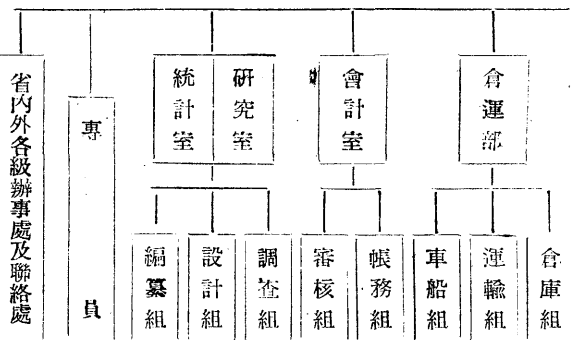 倉運部
會計室
研究室
統計室
專員
省內外各級辦事處及聯絡處
倉庫組
運輸組
車船組
帳務組
審核組
調查組
設計組
編纂組